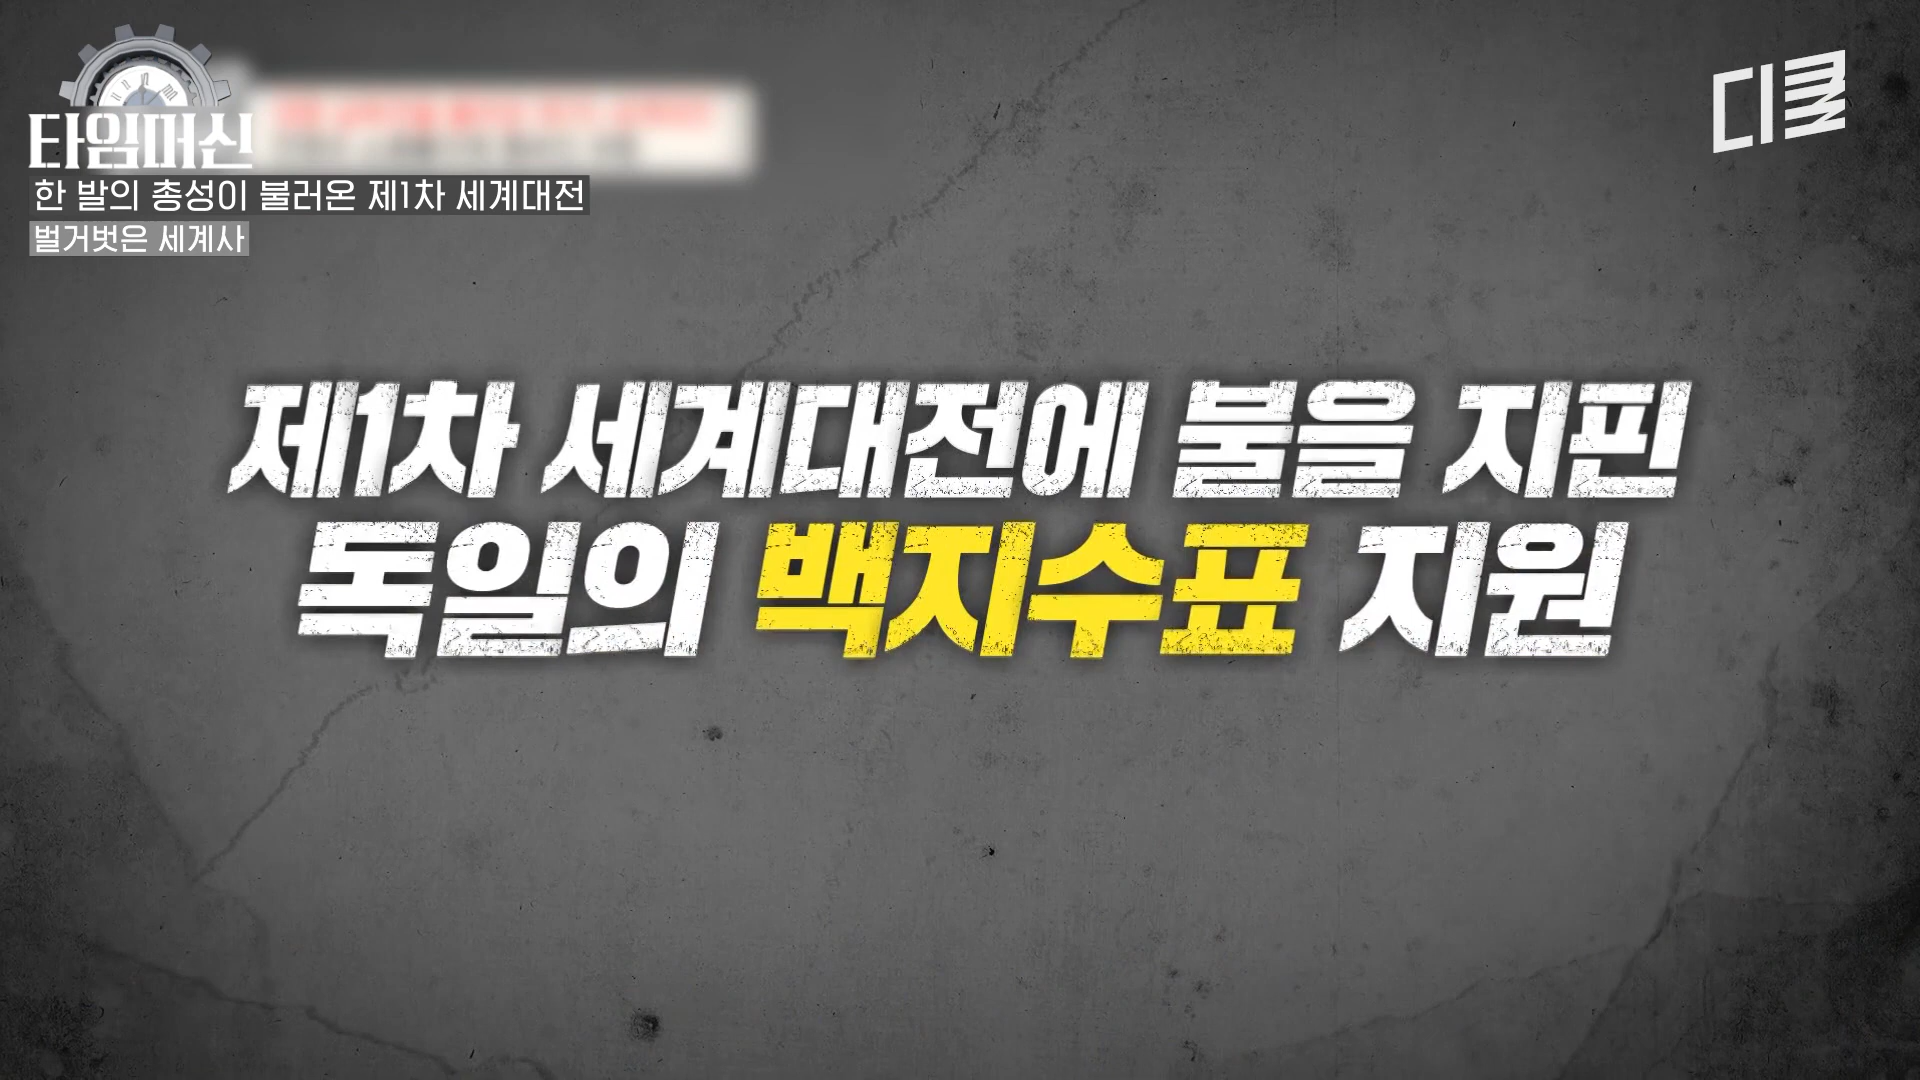 타임머신
디클
한 발의 총성이 불러온 제1차 세계대전
벌거벗은 세계사
제1차 세계대전에 불을 지핀
독일의 백지수표 지원